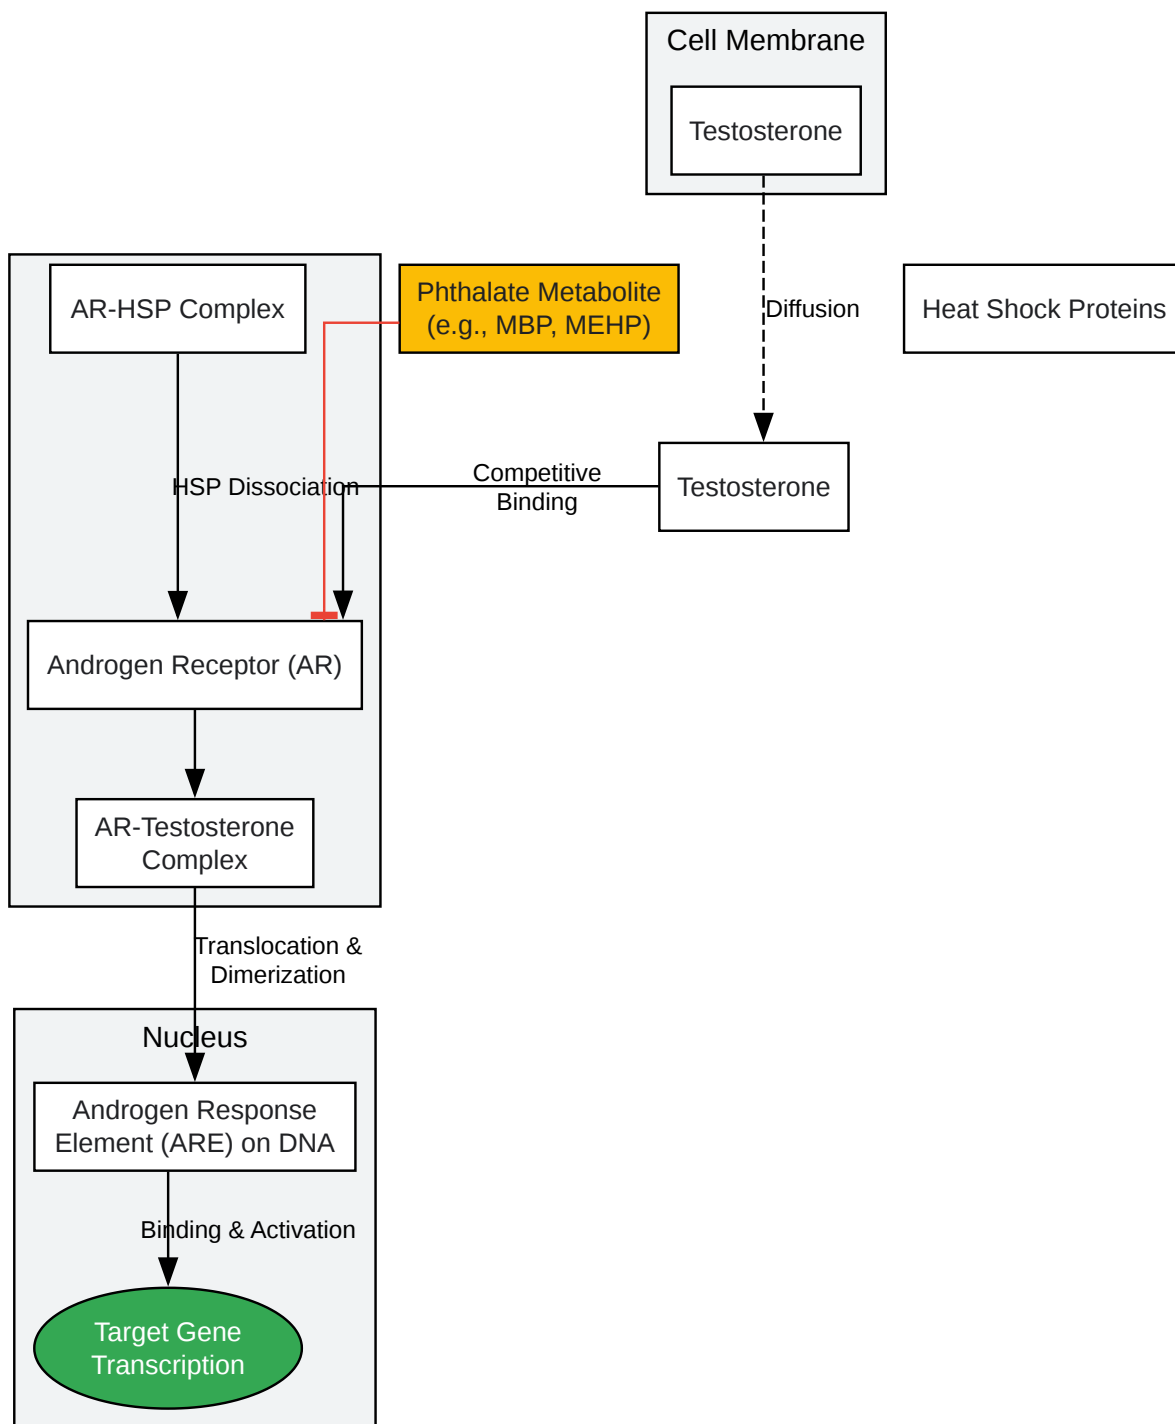 Cell Membrane
Testosterone
AR-HSP Complex
Phthalate Metabolite
(e.g., MBP, MEHP)
Diffusion
Heat Shock Proteins
HSP Dissociation
Competitive
Binding
Testosterone
Androgen Receptor (AR)
AR-Testosterone
Complex
Translocation &
Dimerization
Nucleus
Androgen Response
Element (ARE) on DNA
Binding & Activation
Target Gene
Transcription